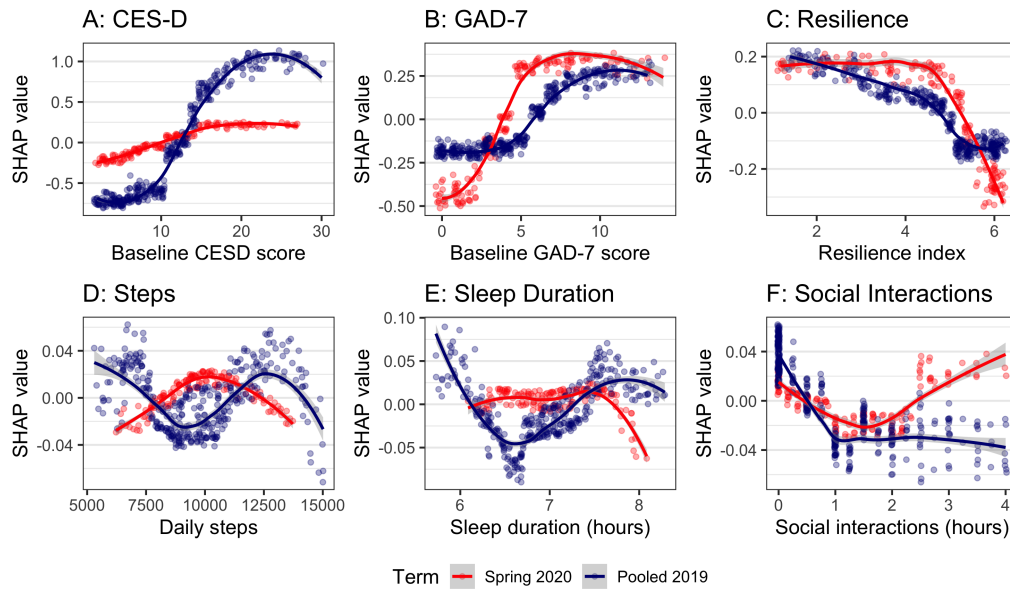 A: CES-D
B: GAD-7
C: Resilience
SHAP value
1.0
0.5
0.0
-0.5
0
10
20
30
Baseline CESD score
SHAP value
0.25
0.00
-0.25
-0.50
0
5
10
Baseline GAD-7 score
SHAP value
0.2
0.0
-0.2
2
4
6
Resilience index
D: Steps
E: Sleep Duration
F: Social Interactions
SHAP value
0.04
0.00
-0.04
5000
7500
10000
12500
15000
Daily steps
SHAP value
0.10
0.05
0.00
-0.05
6
7
8
Sleep duration (hours)
SHAP value
0.04
0.00
-0.04
0
1
2
3
4
Social interactions (hours)
Term
Spring 2020
Pooled 2019